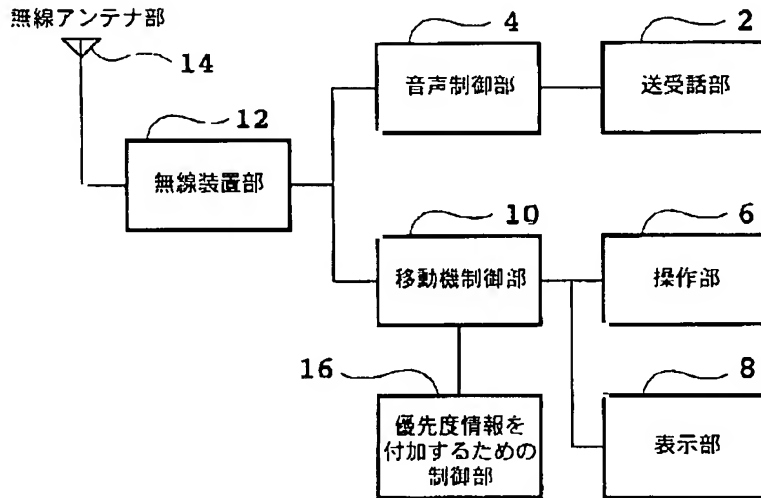 無線アンテナ部
14
4
音声制御部
2
送受話部
12
無線装置部
10
移動機制御部
6
操作部
16
優先度情報を
付加するための
制御部
8
表示部